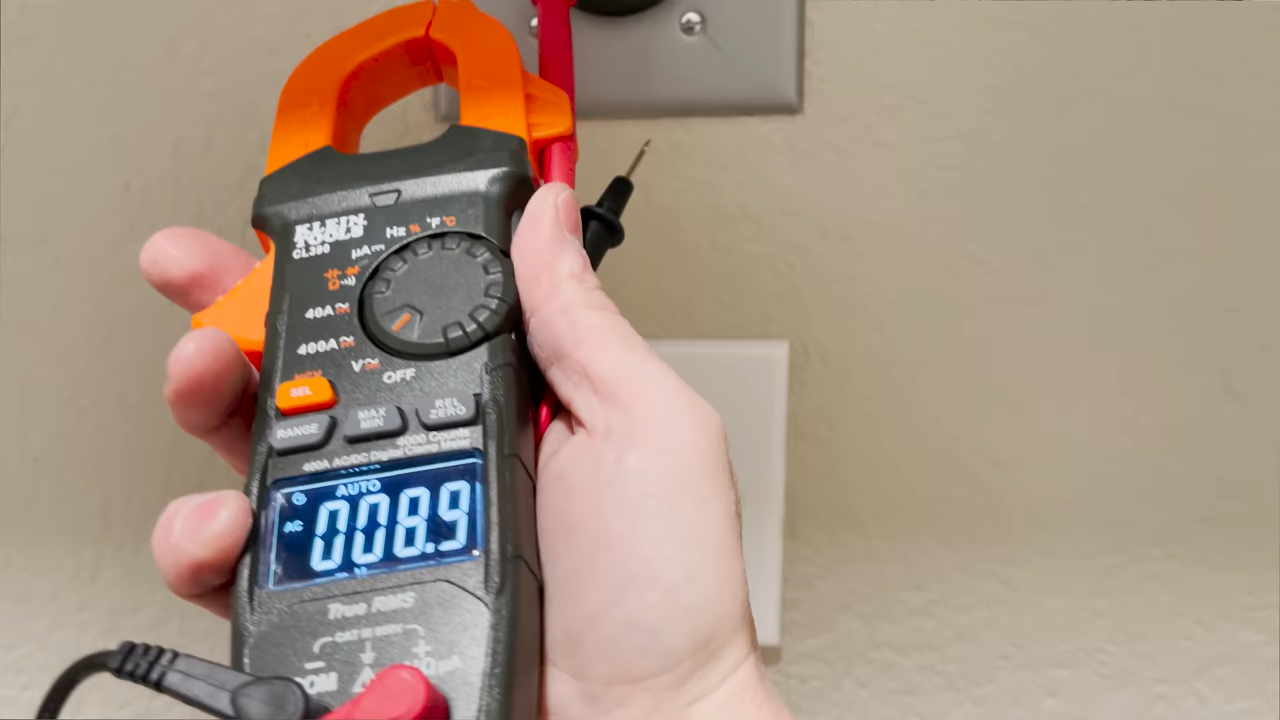 KLEIN
TOOLS
CL390
Hz % °F °C
μA
40A
400A
V
OFF
SEL
RANGE
MAX
MIN
REL
ZERO
4000 Counts
400A AC/DC Digital Clamp Meter
AUTO
AC
008.9
True RMS